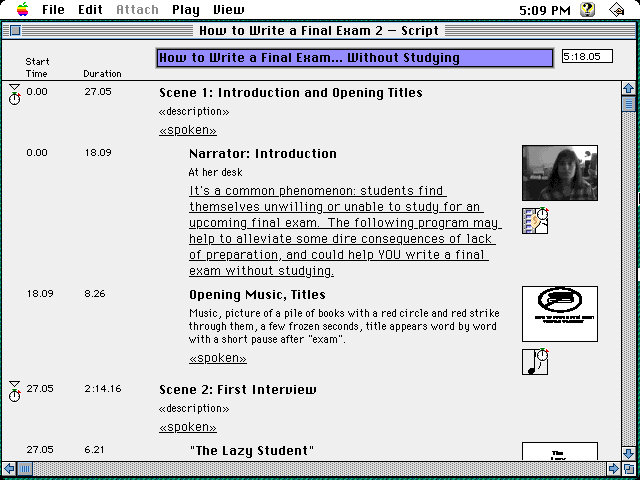 File Edit Attach Play View 5:09 PM
How to Write a Final Exam 2 – Script
Start Time Duration
How to Write a Final Exam... Without Studying 5:18.05
0.00 27.05 Scene 1: Introduction and Opening Titles
«description»
«spoken»
0.00 18.09 Narrator: Introduction
At her desk
It's a common phenomenon: students find
themselves unwilling or unable to study for an
upcoming final exam. The following program may
help to alleviate some dire consequences of lack
of preparation, and could help YOU write a final
exam without studying.
18.09 8.26 Opening Music, Titles
Music, picture of a pile of books with a red circle and red strike
through them, a few frozen seconds, title appears word by word
with a short pause after "exam".
«spoken»
27.05 2:14.16 Scene 2: First Interview
«description»
«spoken»
27.05 6.21 "The Lazy Student"
The
Lazy